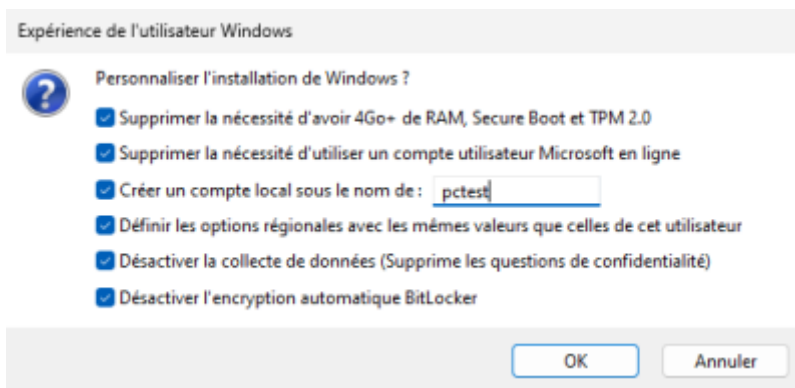 Expérience de l'utilisateur Windows
Personnaliser l'installation de Windows ?
Supprimer la nécessité d'avoir 4Go+ de RAM, Secure Boot et TPM 2.0
Supprimer la nécessité d'utiliser un compte utilisateur Microsoft en ligne
Créer un compte local sous le nom de : pctest
Définir les options régionales avec les mêmes valeurs que celles de cet utilisateur
Désactiver la collecte de données (Supprime les questions de confidentialité)
Désactiver l'encryption automatique BitLocker
OK Annuler